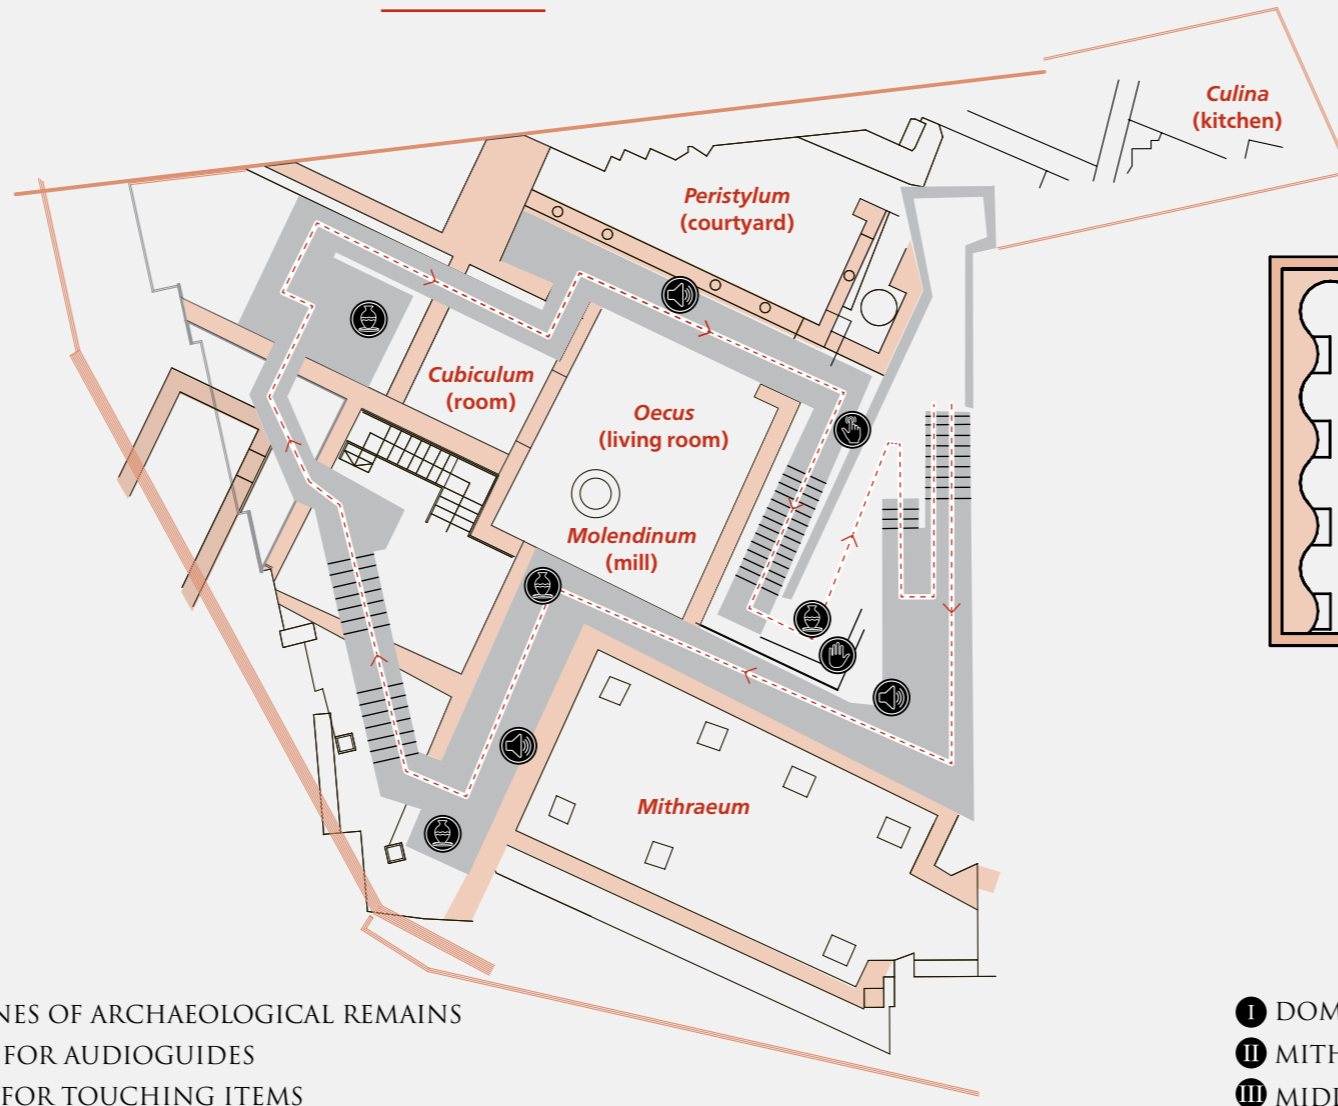 Culina
(kitchen)
Peristylum
(courtyard)
Cubiculum
(room)
Oecus
(living room)
Molendinum
(mill)
Mithraeum
NES OF ARCHAEOLOGICAL REMAINS
FOR AUDIOGUIDES
FOR TOUCHING ITEMS
I DOM
II MITH
III MIDD